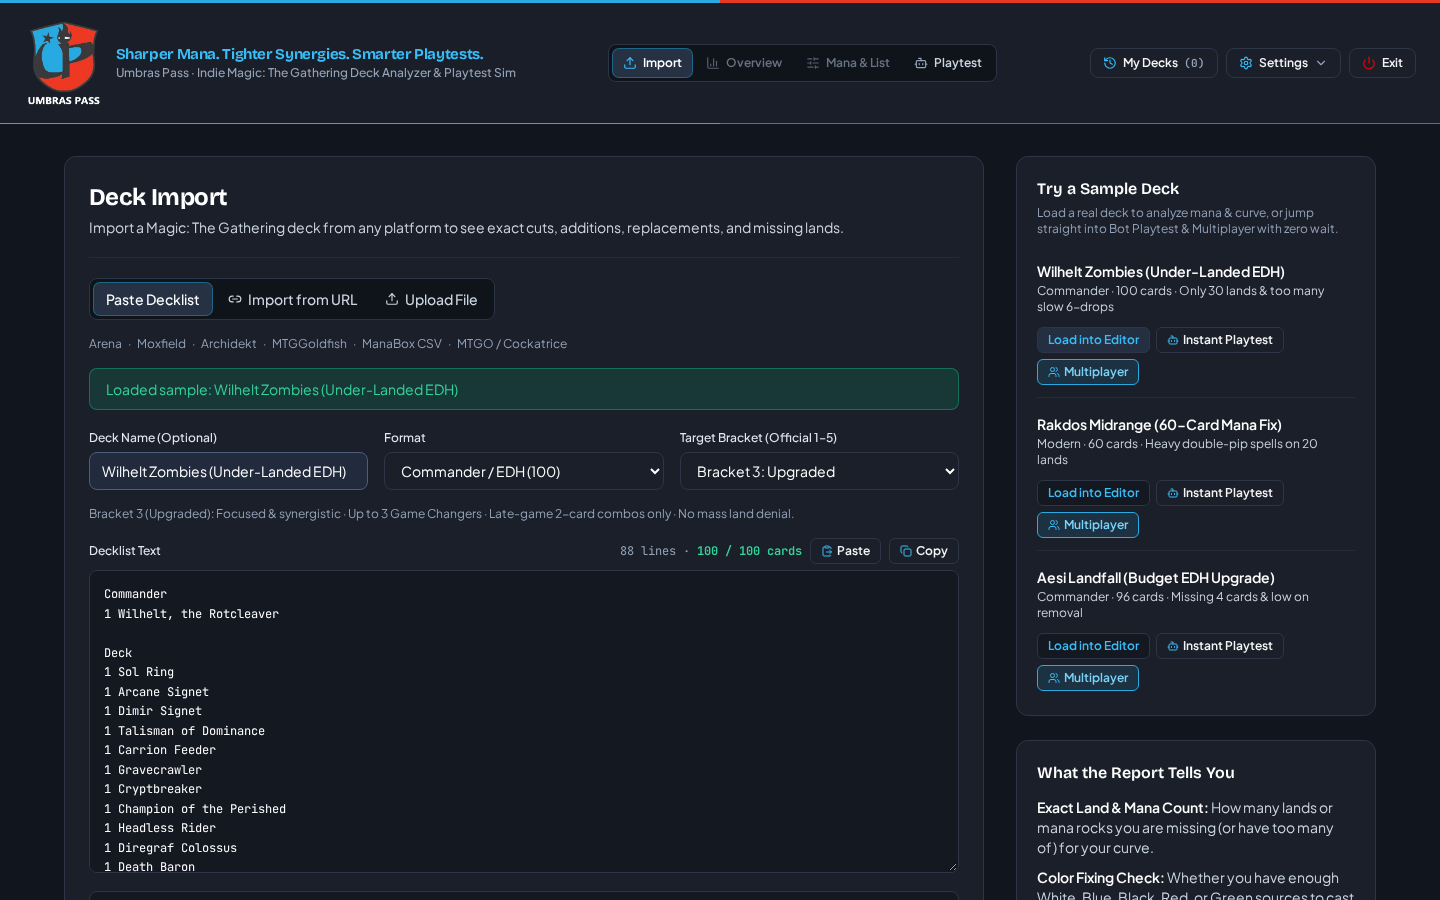 UMBRAS PASS
Sharper Mana. Tighter Synergies. Smarter Playtests.
Umbras Pass · Indie Magic: The Gathering Deck Analyzer & Playtest Sim
Import
Overview
Mana & List
Playtest
My Decks (0)
Settings
Exit
Deck Import
Import a Magic: The Gathering deck from any platform to see exact cuts, additions, replacements, and missing lands.
Paste Decklist
Import from URL
Upload File
Arena · Moxfield · Archidekt · MTGGoldfish · ManaBox CSV · MTGO / Cockatrice
Loaded sample: Wilhelt Zombies (Under-Landed EDH)
Deck Name (Optional)
Format
Target Bracket (Official 1-5)
Wilhelt Zombies (Under-Landed EDH)
Commander / EDH (100)
Bracket 3: Upgraded
Bracket 3 (Upgraded): Focused & synergistic · Up to 3 Game Changers · Late-game 2-card combos only · No mass land denial.
Decklist Text
88 lines · 100 / 100 cards
Paste
Copy
Commander
1 Wilhelt, the Rotcleaver
Deck
1 Sol Ring
1 Arcane Signet
1 Dimir Signet
1 Talisman of Dominance
1 Carrion Feeder
1 Gravecrawler
1 Cryptbreaker
1 Champion of the Perished
1 Headless Rider
1 Diregraf Colossus
1 Death Baron
Try a Sample Deck
Load a real deck to analyze mana & curve, or jump
straight into Bot Playtest & Multiplayer with zero wait.
Wilhelt Zombies (Under-Landed EDH)
Commander · 100 cards · Only 30 lands & too many
slow 6-drops
Load into Editor
Instant Playtest
Multiplayer
Rakdos Midrange (60-Card Mana Fix)
Modern · 60 cards · Heavy double-pip spells on 20
lands
Load into Editor
Instant Playtest
Multiplayer
Aesi Landfall (Budget EDH Upgrade)
Commander · 96 cards · Missing 4 cards & low on
removal
Load into Editor
Instant Playtest
Multiplayer
What the Report Tells You
Exact Land & Mana Count: How many lands or
mana rocks you are missing (or have too many
of) for your curve.
Color Fixing Check: Whether you have enough
White, Blue, Black, Red, or Green sources to cast